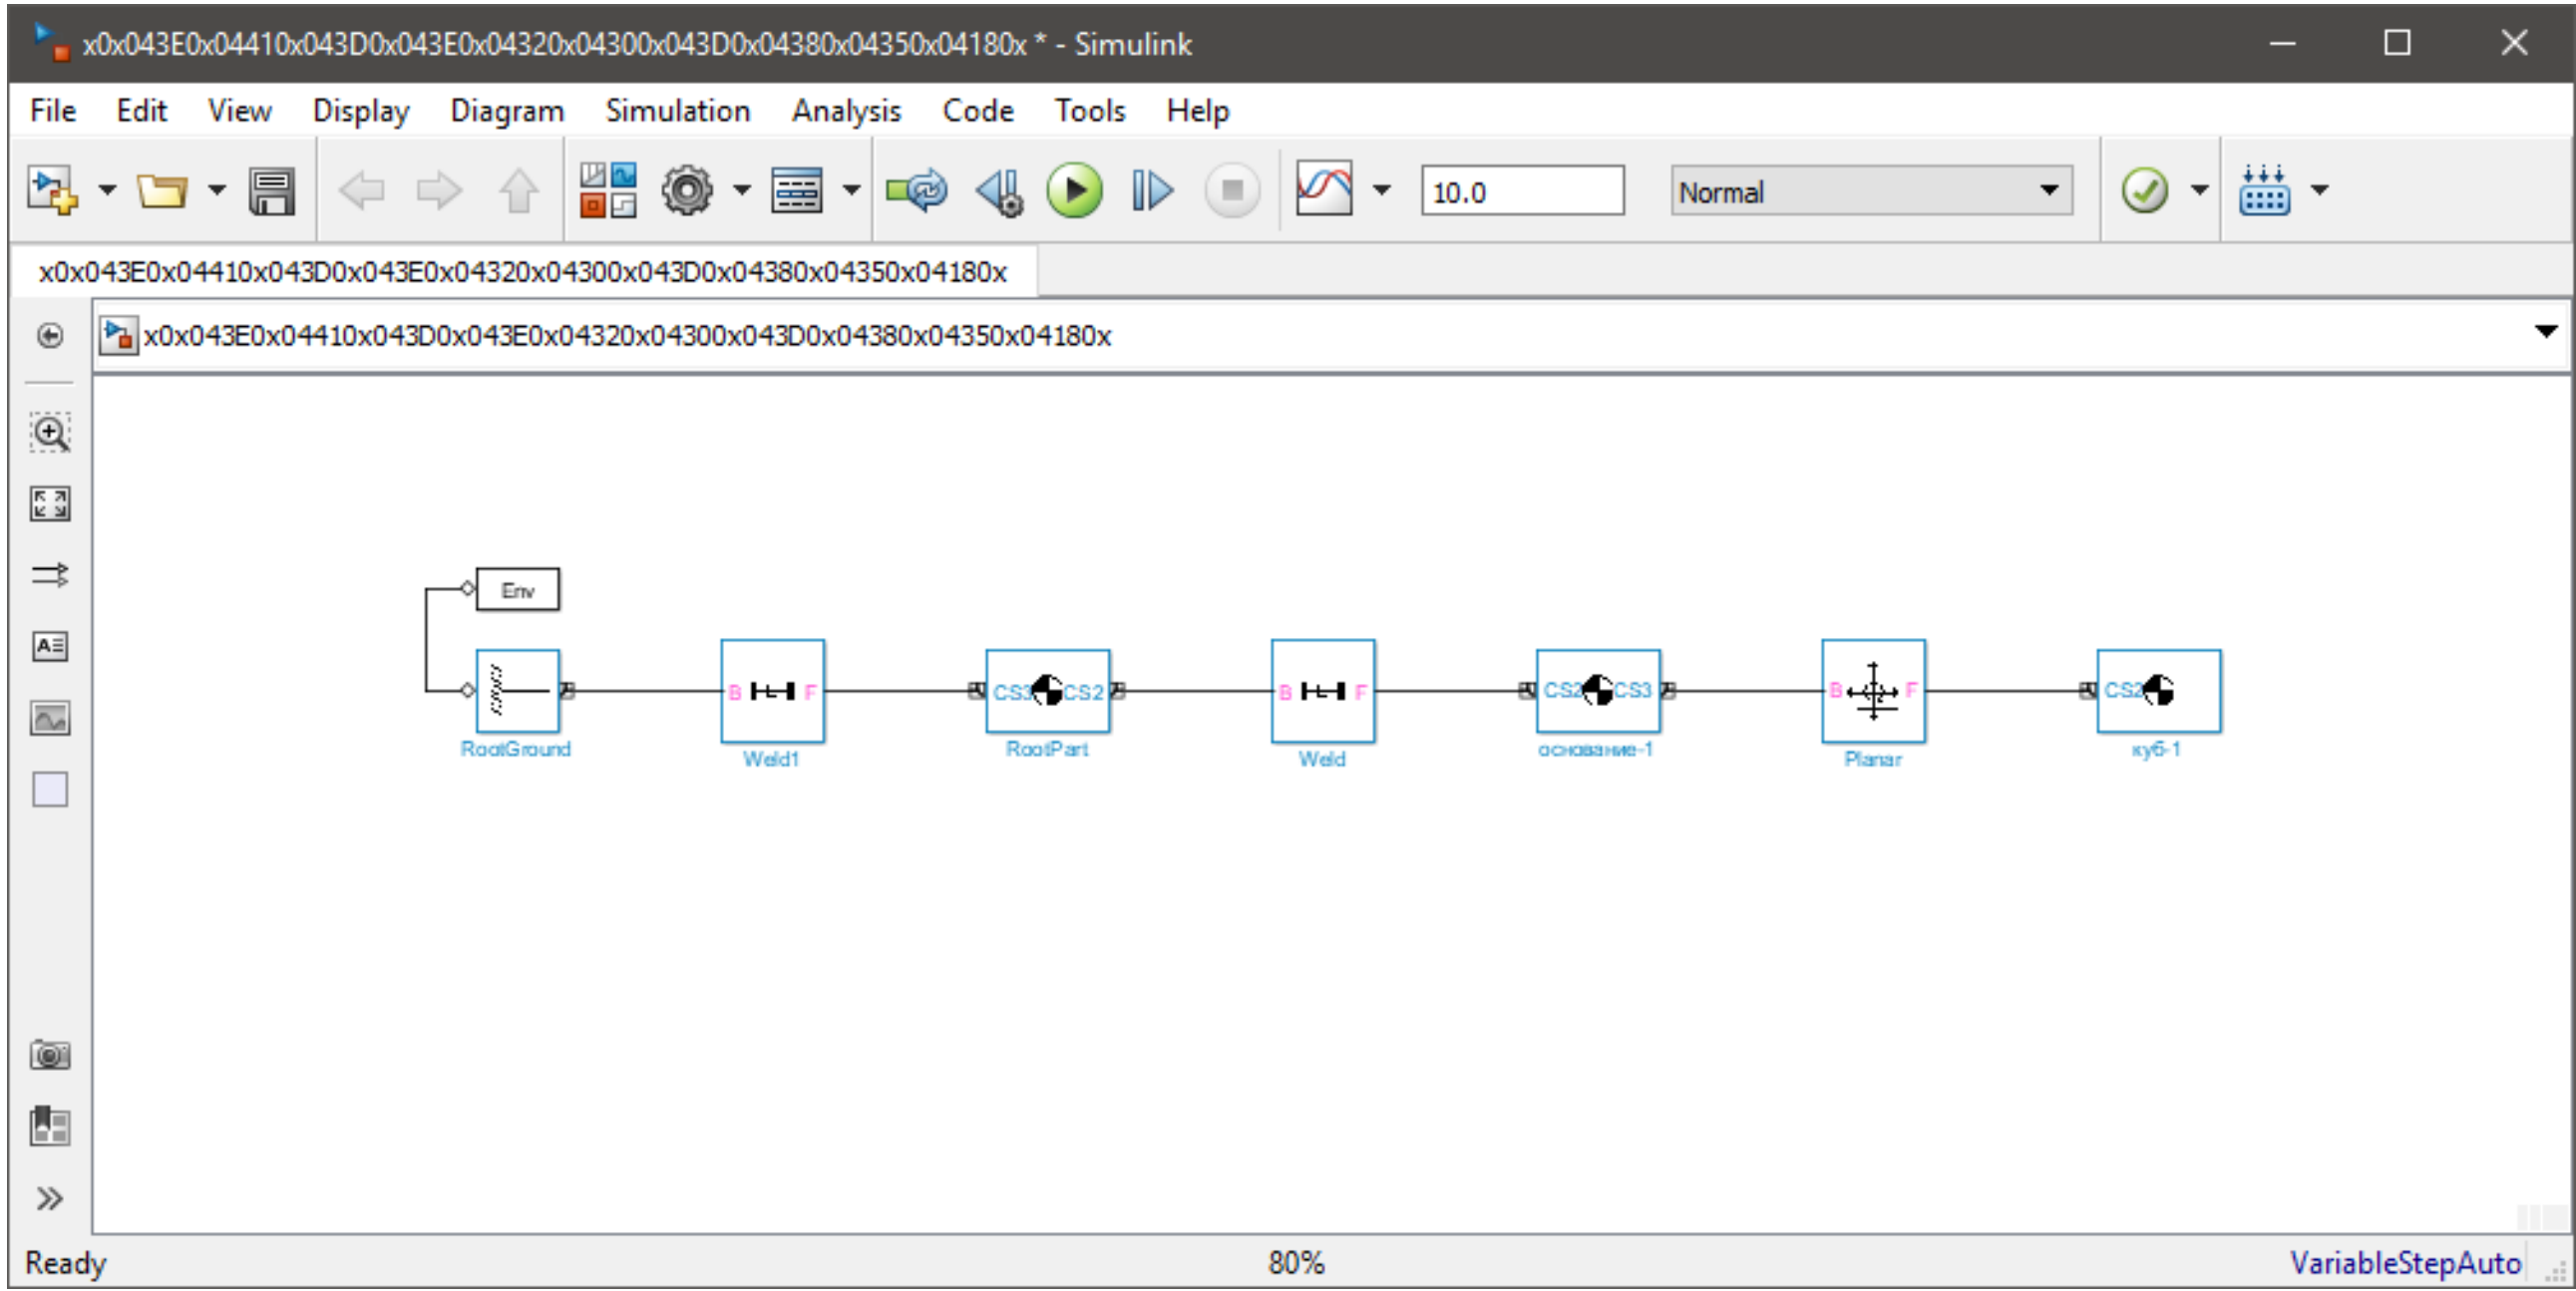 x0x043E0x04410x043D0x043E0x04320x04300x043D0x04380x04350x04180x * - Simulink
File Edit View Display Diagram Simulation Analysis Code Tools Help
10.0 Normal
x0x043E0x04410x043D0x043E0x04320x04300x043D0x04380x04350x04180x
x0x043E0x04410x043D0x043E0x04320x04300x043D0x04380x04350x04180x
Env
B F CS3 CS2 B F CS2 CS3 B F CS2
RootGround Weld1 RootPart Weld основание-1 Planar куб-1
Ready 80% VariableStepAuto